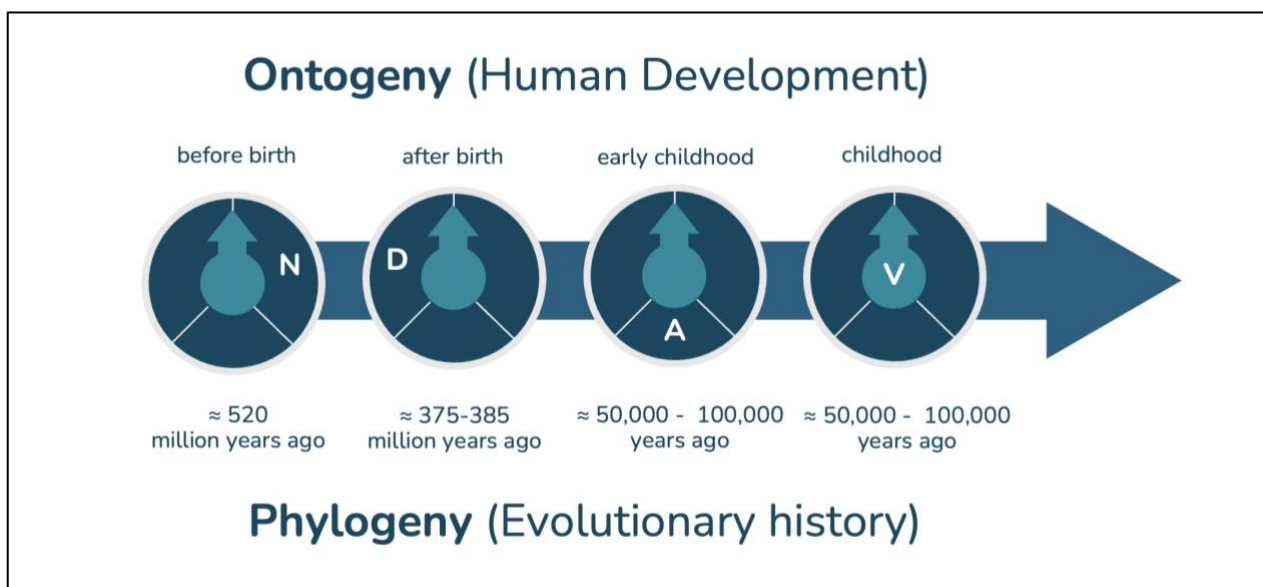 Ontogeny (Human Development)
before birth
after birth
early childhood
childhood
N
D
A
V
≈ 520
million years ago
≈ 375-385
million years ago
≈ 50,000 - 100,000
years ago
≈ 50,000 - 100,000
years ago
Phylogeny (Evolutionary history)